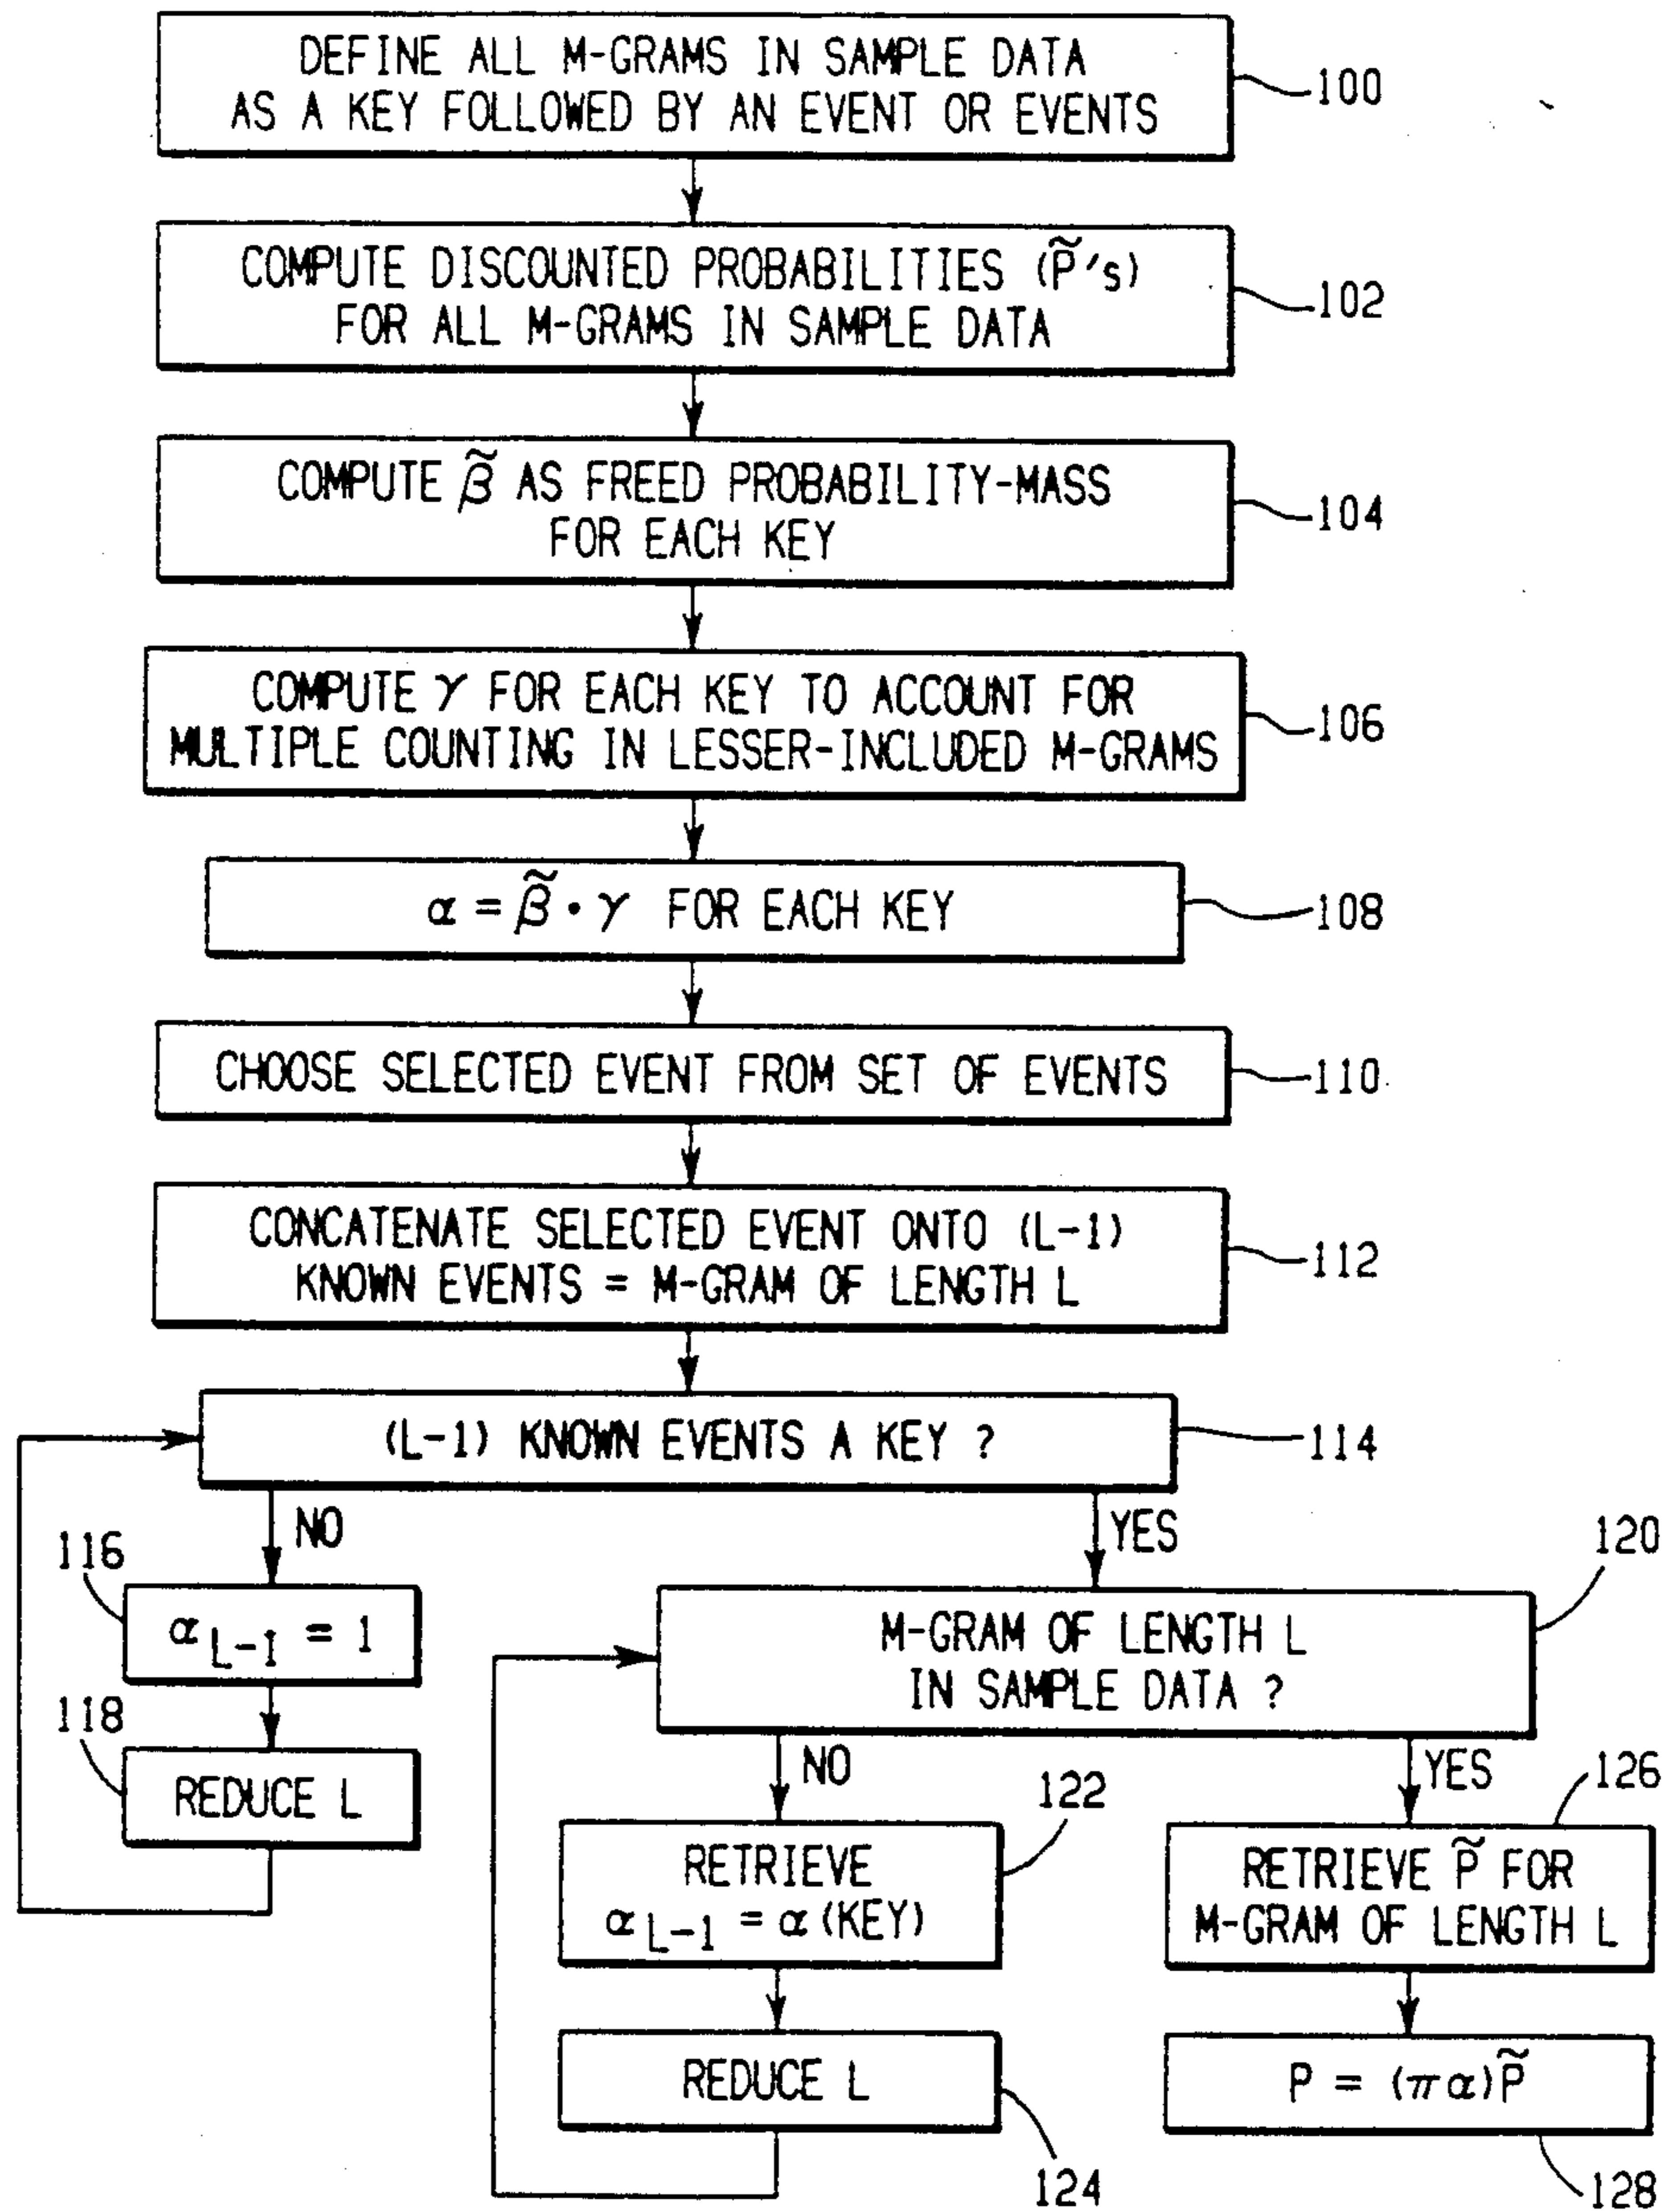 DEFINE ALL M-GRAMS IN SAMPLE DATA
AS A KEY FOLLOWED BY AN EVENT OR EVENTS
100
COMPUTE DISCOUNTED PROBABILITIES (P̃'s)
FOR ALL M-GRAMS IN SAMPLE DATA
102
COMPUTE β̃ AS FREED PROBABILITY-MASS
FOR EACH KEY
104
COMPUTE γ FOR EACH KEY TO ACCOUNT FOR
MULTIPLE COUNTING IN LESSER-INCLUDED M-GRAMS
106
α = β̃ • γ FOR EACH KEY
108
CHOOSE SELECTED EVENT FROM SET OF EVENTS
110
CONCATENATE SELECTED EVENT ONTO (L-1)
KNOWN EVENTS = M-GRAM OF LENGTH L
112
(L-1) KNOWN EVENTS A KEY ?
114
NO
YES
116
α L-1 = 1
118
REDUCE L
120
M-GRAM OF LENGTH L
IN SAMPLE DATA ?
NO
YES
122
RETRIEVE
α L-1 = α (KEY)
REDUCE L
124
126
RETRIEVE P̃ FOR
M-GRAM OF LENGTH L
P = (πα)P̃
128